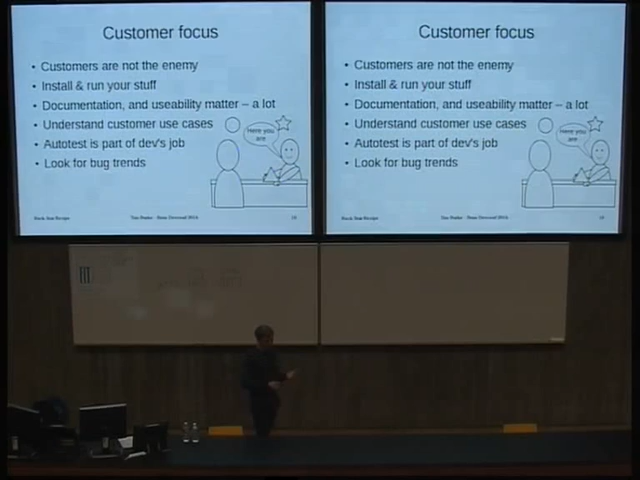 Customer focus
• Customers are not the enemy
• Install & run your stuff
• Documentation, and useability matter – a lot
• Understand customer use cases
• Autotest is part of dev's job
• Look for bug trends
Here you
are
Customer focus
• Customers are not the enemy
• Install & run your stuff
• Documentation, and useability matter – a lot
• Understand customer use cases
• Autotest is part of dev's job
• Look for bug trends
Here you
are